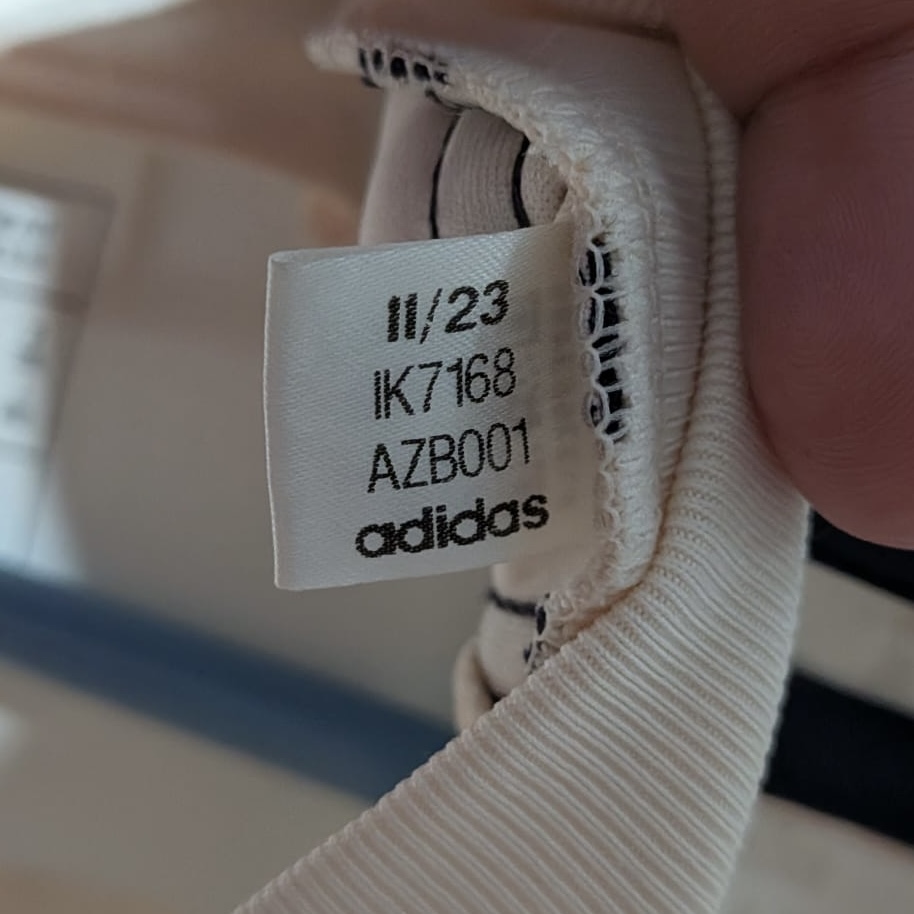 11/23
IK7168
AZB001
adidas